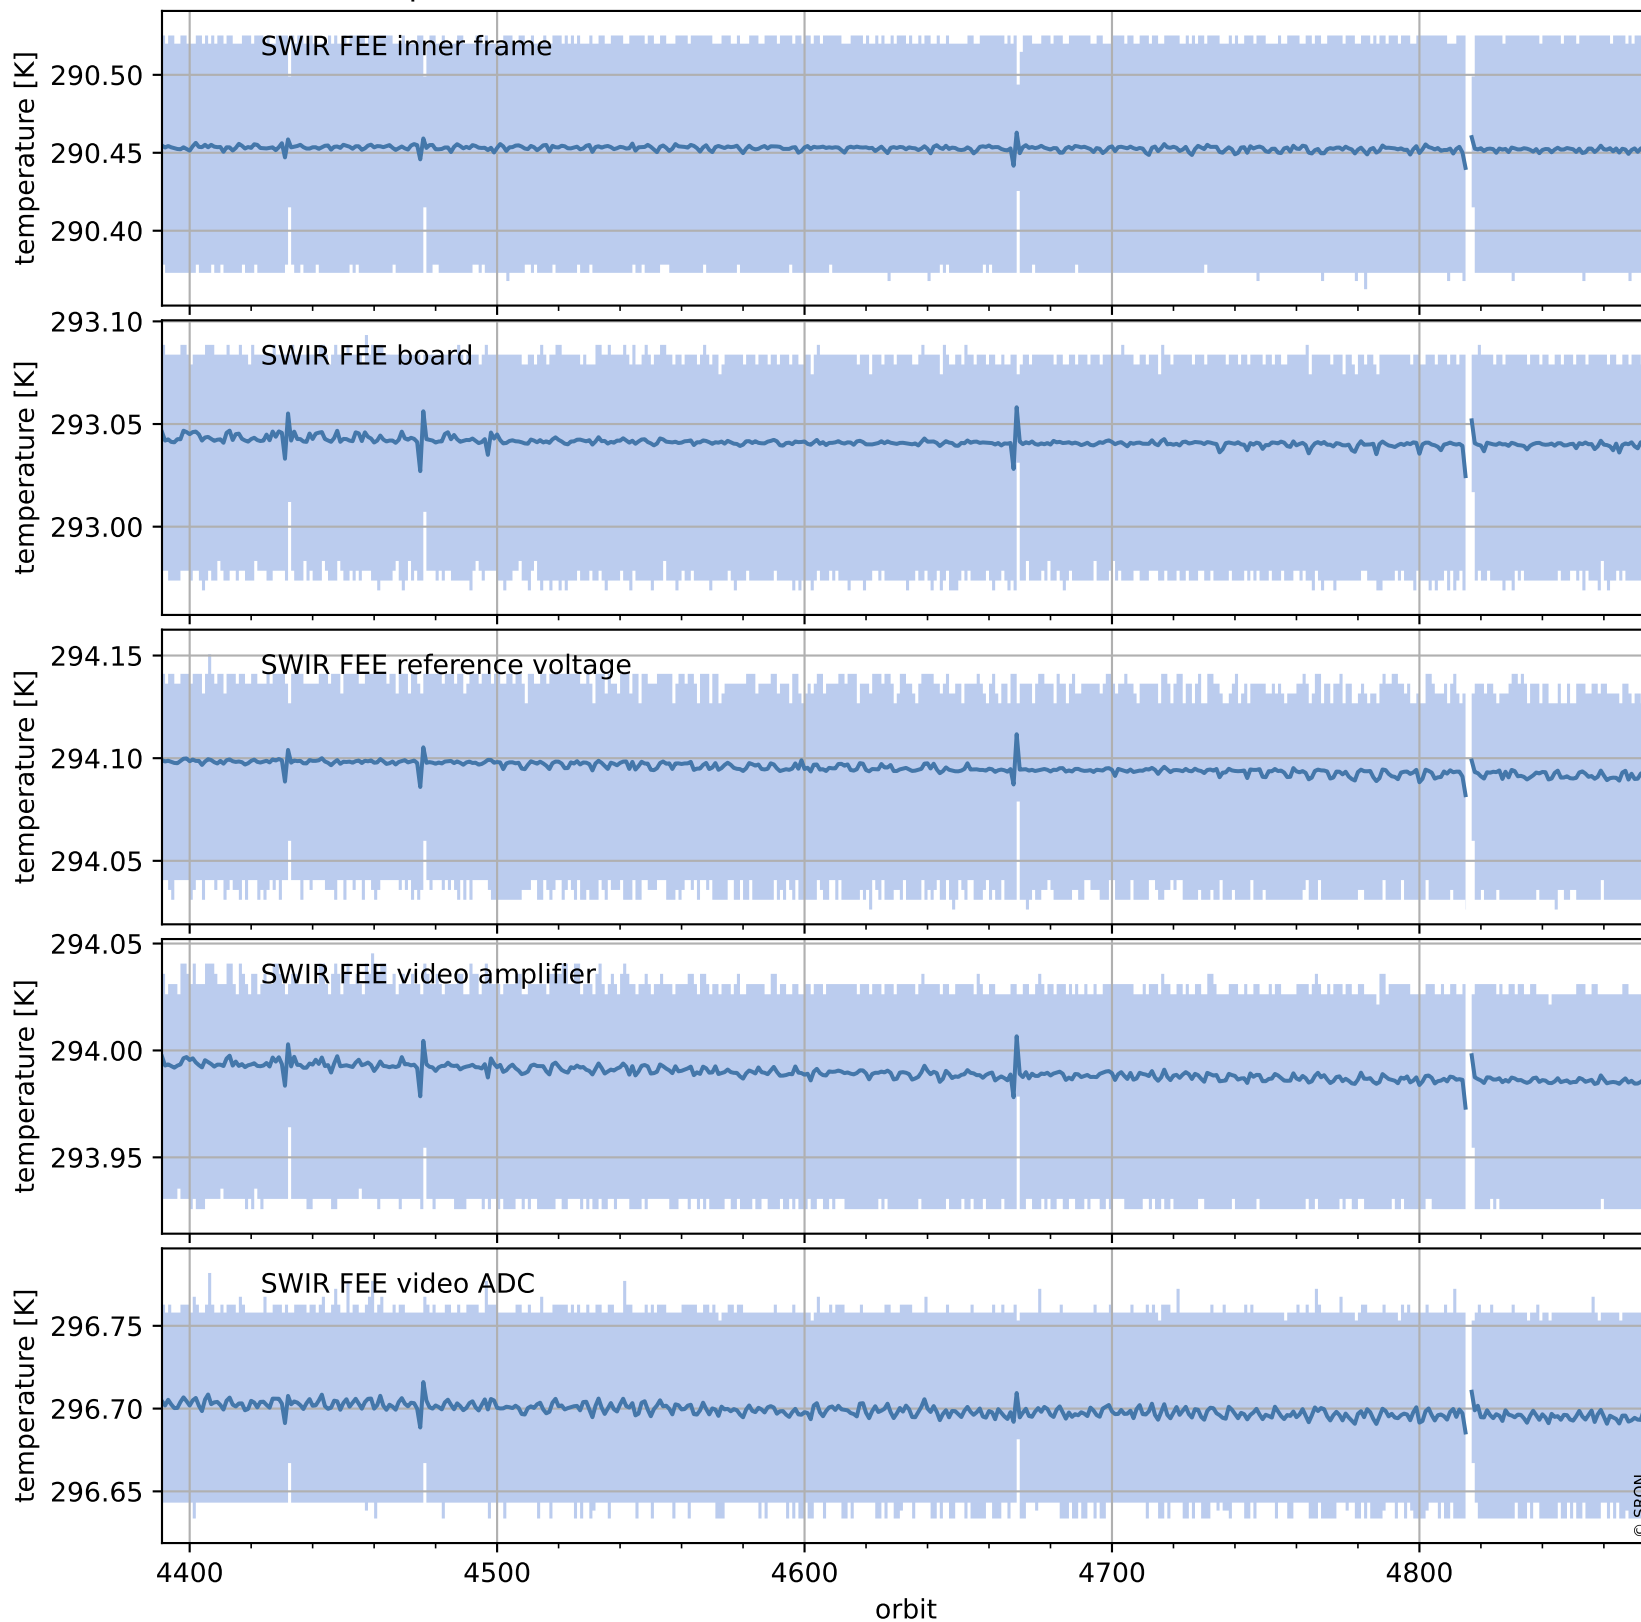 SWIR FEE inner frame
temperature [K]
290.50
290.45
290.40
SWIR FEE board
temperature [K]
293.10
293.05
293.00
SWIR FEE reference voltage
temperature [K]
294.15
294.10
294.05
SWIR FEE video amplifier
temperature [K]
294.05
294.00
293.95
SWIR FEE video ADC
temperature [K]
296.75
296.70
296.65
4400 4500 4600 4700 4800
orbit
© SRON